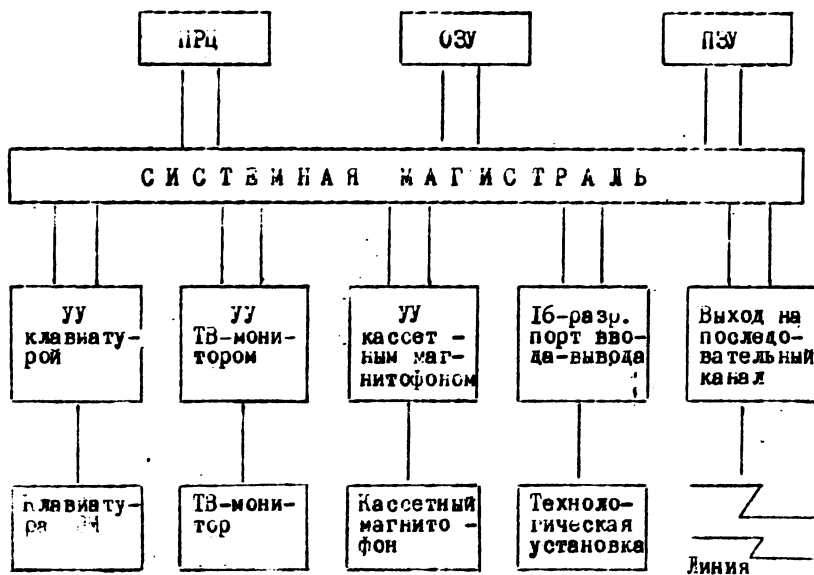 ПРЦ
ОЗУ
ПЗУ
СИСТЕМНАЯ МАГИСТРАЛЬ
УУ
клавиату-
рой
УУ
ТВ-мони-
тором
УУ
кассет-
ным маг-
нитофоном
16-разр.
порт вво-
да-вывода
Выход на
последо-
вательный
канал
Клавиату-
ра
ТВ-мони-
тор
Кассетный
магнито-
фон
Техноло-
гическая
установка
Линия